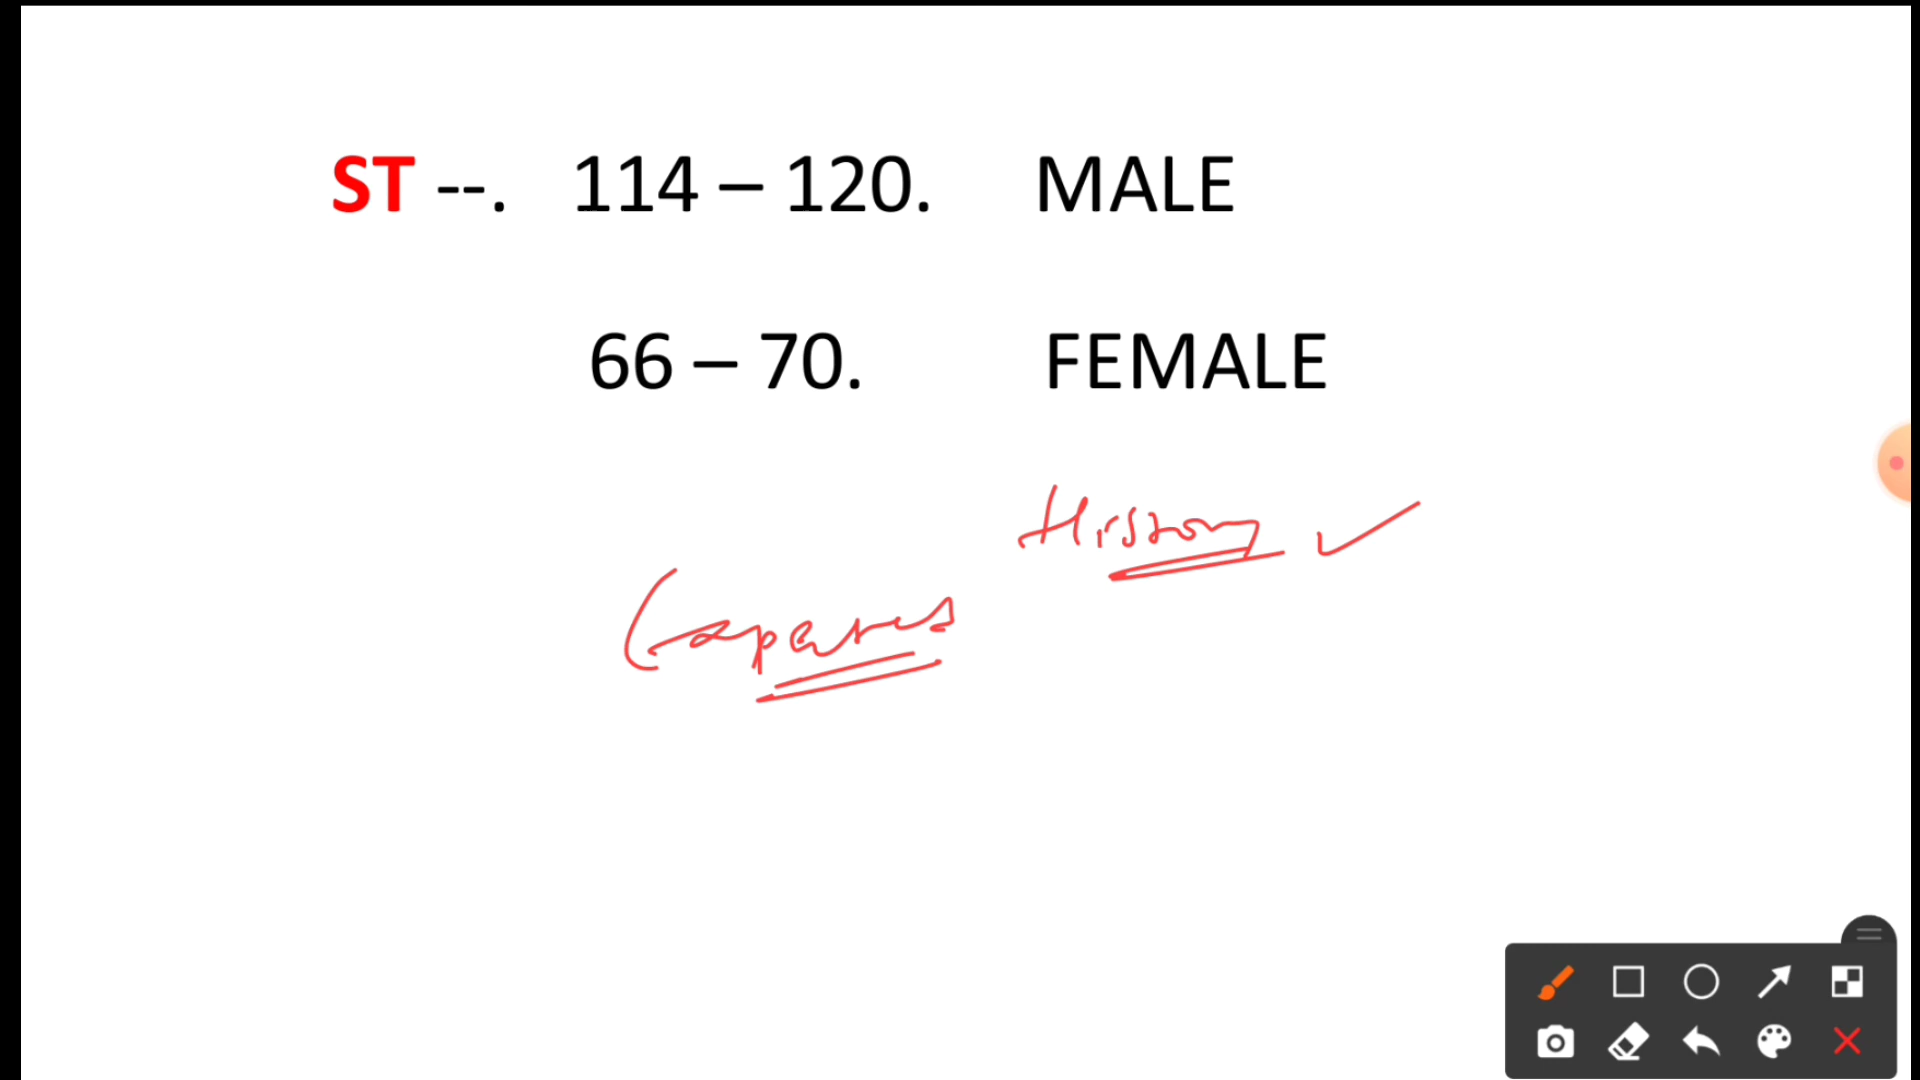 ST --. 114 – 120. MALE
66 – 70. FEMALE
History